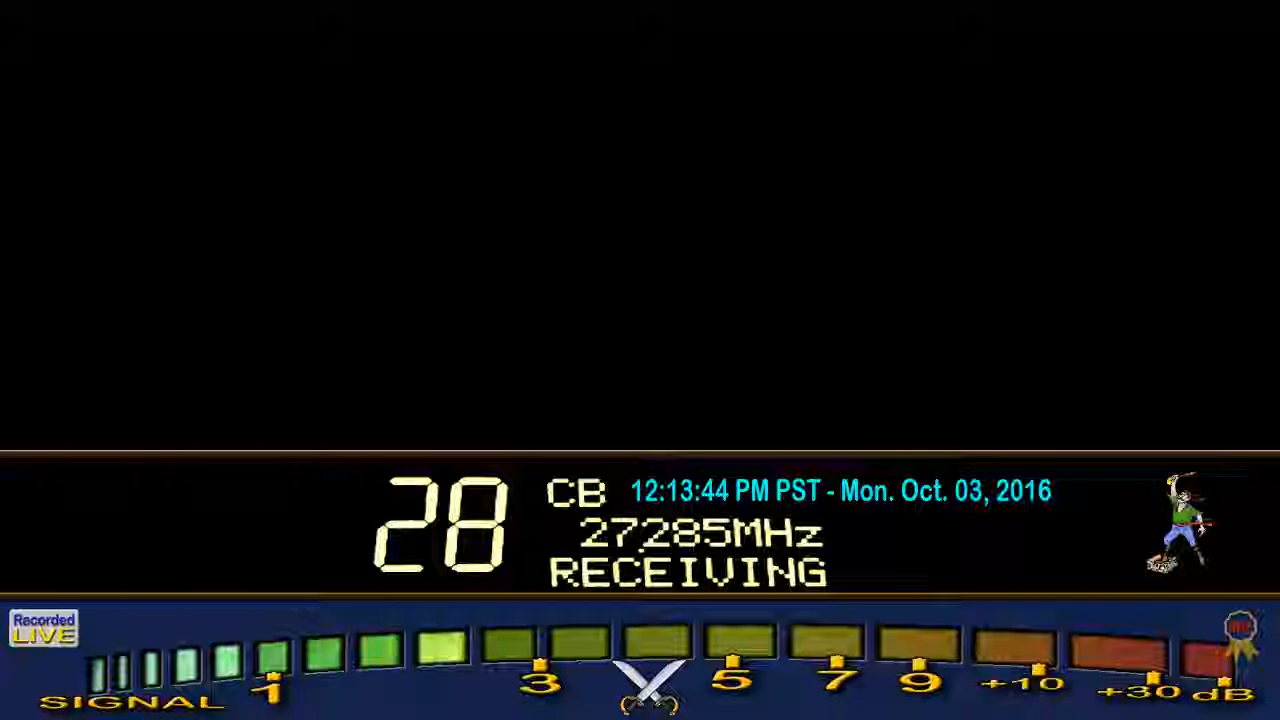 28
CB 12:13:44 PM PST - Mon. Oct. 03, 2016
27.285MHz
RECEIVING
Recorded
LIVE
SIGNAL 1 3 5 7 9 +10 +30 dB